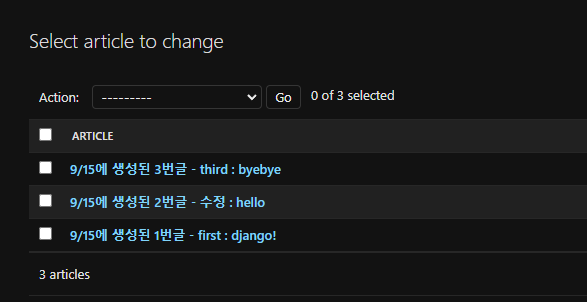 Select article to change
Action: --------- Go 0 of 3 selected
ARTICLE
9/15에 생성된 3번글 - third : byebye
9/15에 생성된 2번글 - 수정 : hello
9/15에 생성된 1번글 - first : django!
3 articles